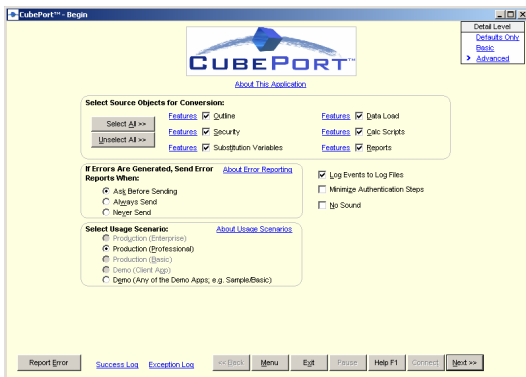 CubePort™ - Begin
Detail Level
Defaults Only
Basic
Advanced
CUBEPORT™
About This Application
Select Source Objects for Conversion:
Select All >>
Unselect All >>
Features Outline
Features Data Load
Features Security
Features Calc Scripts
Features Substitution Variables
Features Reports
If Errors Are Generated, Send Error Reports When:
About Error Reporting
Ask Before Sending
Always Send
Never Send
Log Events to Log Files
Minimize Authentication Steps
No Sound
Select Usage Scenario:
About Usage Scenarios
Production (Enterprise)
Production (Professional)
Production (Basic)
Demo (Client App)
Demo (Any of the Demo Apps; e.g. Sample/Basic)
Report Error
Success Log
Exception Log
<< Back
Menu
Exit
Pause
Help F1
Connect
Next >>